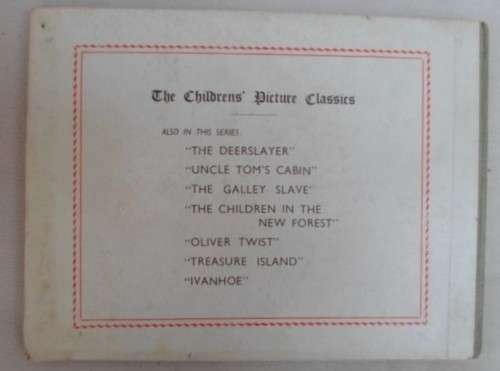 The Childrens' Picture Classics
ALSO IN THIS SERIES.
"THE DEERSLAYER"
"UNCLE TOM'S CABIN"
"THE GALLEY SLAVE"
"THE CHILDREN IN THE
NEW FOREST"
"OLIVER TWIST"
"TREASURE ISLAND"
"IVANHOE"